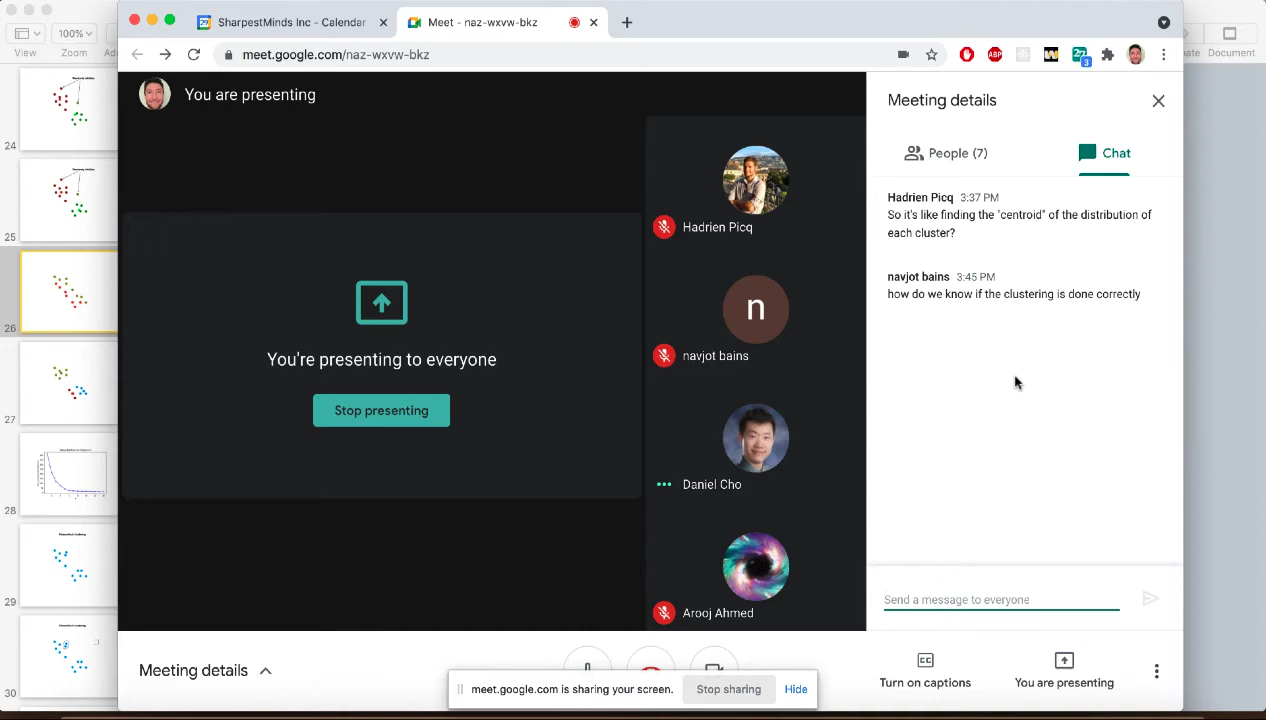 SharpestMinds Inc - Calendar
Meet - naz-wxvw-bkz
100%
View
Zoom
Document
meet.google.com/naz-wxvw-bkz
3
You are presenting
Meeting details
People (7)
Chat
Hadrien Picq 3:37 PM
So it's like finding the "centroid" of the distribution of
each cluster?
navjot bains 3:45 PM
how do we know if the clustering is done correctly
Hadrien Picq
n
navjot bains
Daniel Cho
Arooj Ahmed
You're presenting to everyone
Stop presenting
24
25
26
27
28
29
30
Send a message to everyone
Meeting details
Turn on captions
You are presenting
meet.google.com is sharing your screen.
Stop sharing
Hide